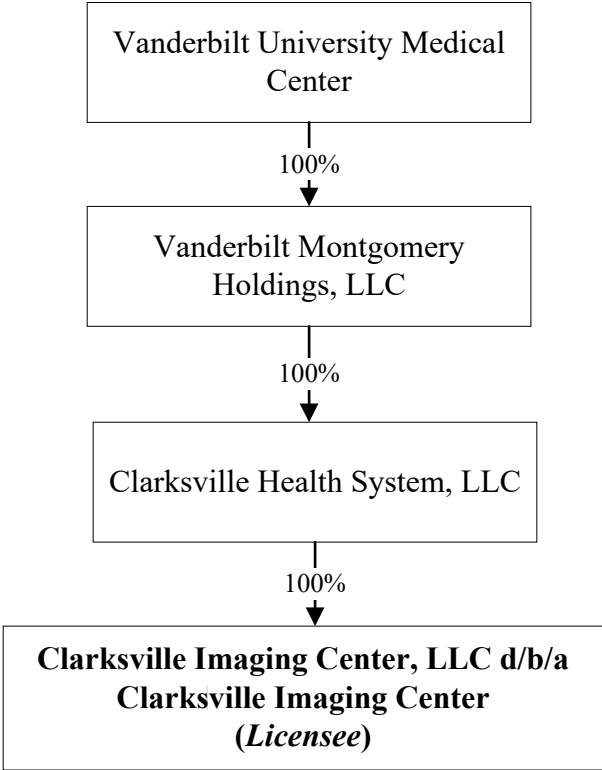 Vanderbilt University Medical
Center
100%
Vanderbilt Montgomery
Holdings, LLC
100%
Clarksville Health System, LLC
100%
Clarksville Imaging Center, LLC d/b/a
Clarksville Imaging Center
(Licensee)